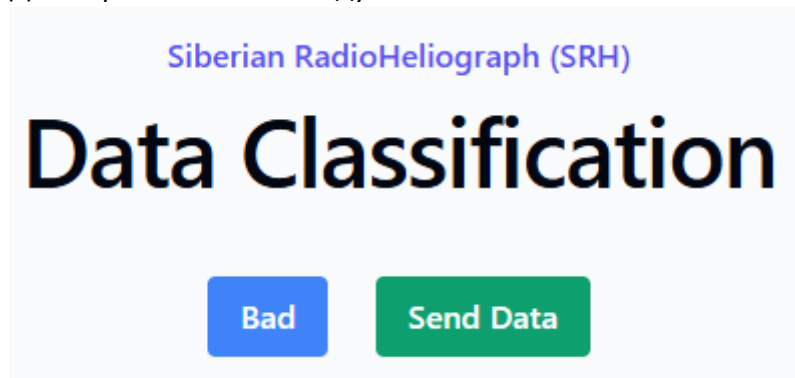 Siberian RadioHeliograph (SRH)
Data Classification
Bad Send Data